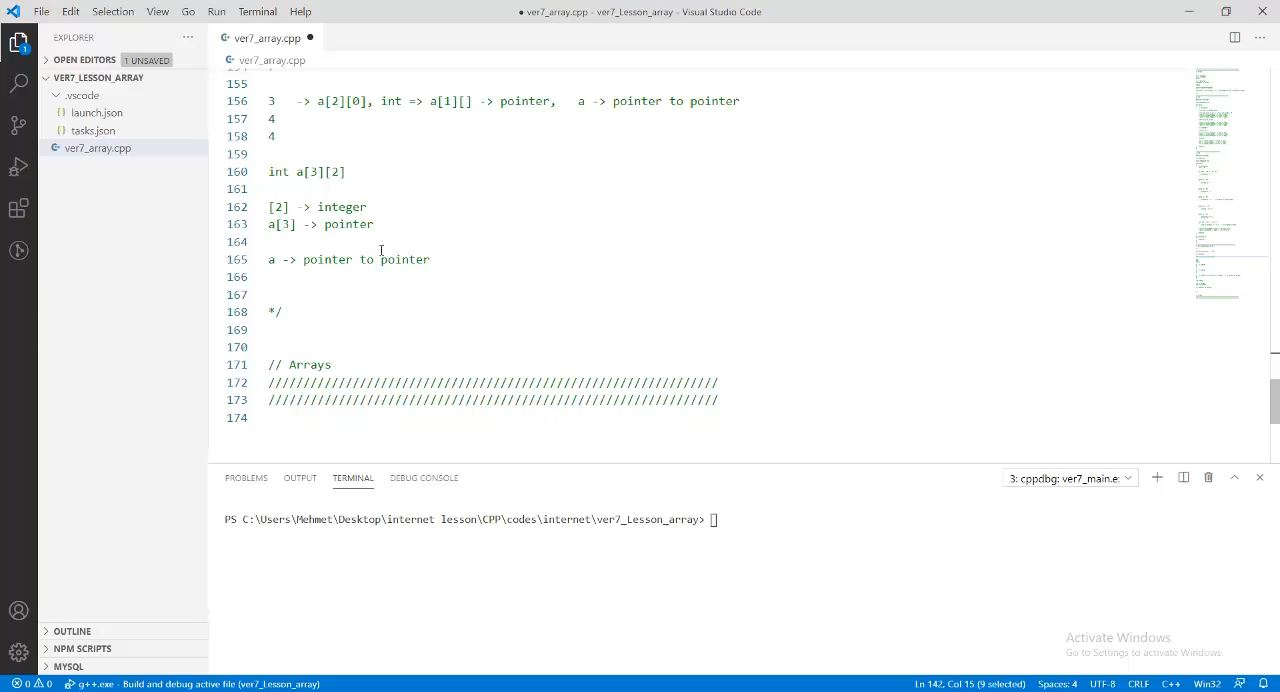 File Edit Selection View Go Run Terminal Help
● ver7_array.cpp - ver7_Lesson_array - Visual Studio Code
EXPLORER
ver7_array.cpp
OPEN EDITORS 1 UNSAVED
ver7_array.cpp
VER7_LESSON_ARRAY
.vscode
launch.json
tasks.json
ver7_array.cpp
155
156 3 -> a[2][0], int => a[1][] -> pointer, a -> pointer to pointer
157 4
158 4
159
160 int a[3][2]
161
162 [2] -> integer
163 a[3] -> pointer
164
165 a -> pointer to pointer
166
167
168 */
169
170
171 // Arrays
172 ////////////////////////////////////////////////////////////////
173 ////////////////////////////////////////////////////////////////
174
PROBLEMS OUTPUT TERMINAL DEBUG CONSOLE
3: cppdbg: ver7_main.e
PS C:\Users\Mehmet\Desktop\internet lesson\CPP\codes\internet\ver7_Lesson_array>
OUTLINE
NPM SCRIPTS
MYSQL
Activate Windows
Go to Settings to activate Windows.
0 0 g++.exe - Build and debug active file (ver7_Lesson_array)
Ln 142, Col 15 (9 selected) Spaces: 4 UTF-8 CRLF C++ Win32